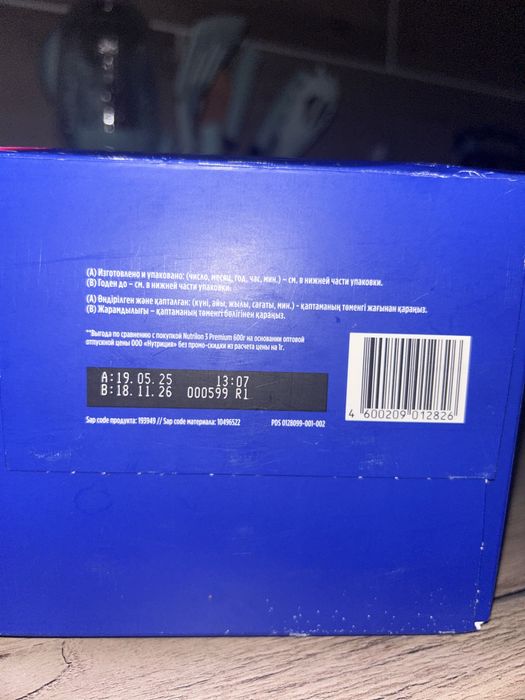 (A) Изготовлено и упаковано: (число, месяц, год, час, мин.) – см. в нижней части упаковки.
(B) Годен до – см. в нижней части упаковки.
(A) Өндірілген және қапталған: (күні, айы, жылы, сағаты, мин.) - қаптаманың төменгі жағынан қараңыз.
(B) Жарамдылығы – қаптаманың төменгі бөлігінен қараңыз.
**Выгода по сравнению с покупкой Nutrilon 3 Premium 600г на основании оптовой
отпускной цены ООО «Нутриция» без промо-скидки из расчета цены на 1г.
A:19.05.25 13:07
B:18.11.26 000599 R1
4 600209 012826
Sap code продукта: 193949 // Sap code материала: 10496522 PDS 0128099-001-002